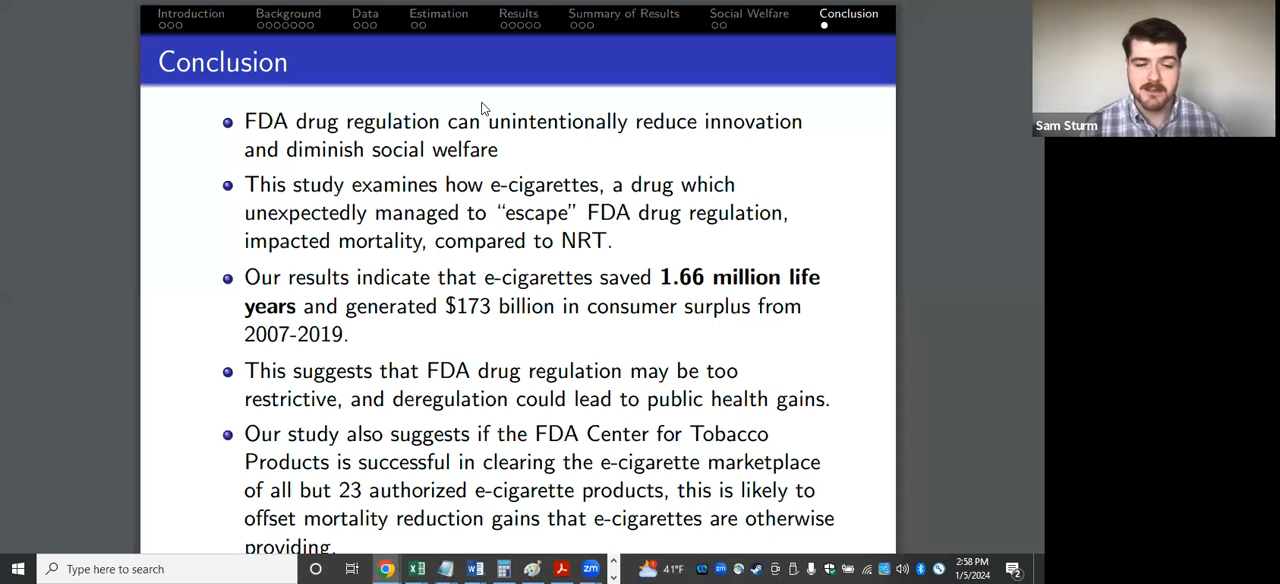 Introduction Background Data Estimation Results Summary of Results Social Welfare Conclusion
Conclusion
Sam Sturm
FDA drug regulation can unintentionally reduce innovation
and diminish social welfare
This study examines how e-cigarettes, a drug which
unexpectedly managed to “escape” FDA drug regulation,
impacted mortality, compared to NRT.
Our results indicate that e-cigarettes saved 1.66 million life
years and generated $173 billion in consumer surplus from
2007-2019.
This suggests that FDA drug regulation may be too
restrictive, and deregulation could lead to public health gains.
Our study also suggests if the FDA Center for Tobacco
Products is successful in clearing the e-cigarette marketplace
of all but 23 authorized e-cigarette products, this is likely to
offset mortality reduction gains that e-cigarettes are otherwise
providing.
Type here to search
zm
41°F
zm
2:58 PM
1/5/2024
2